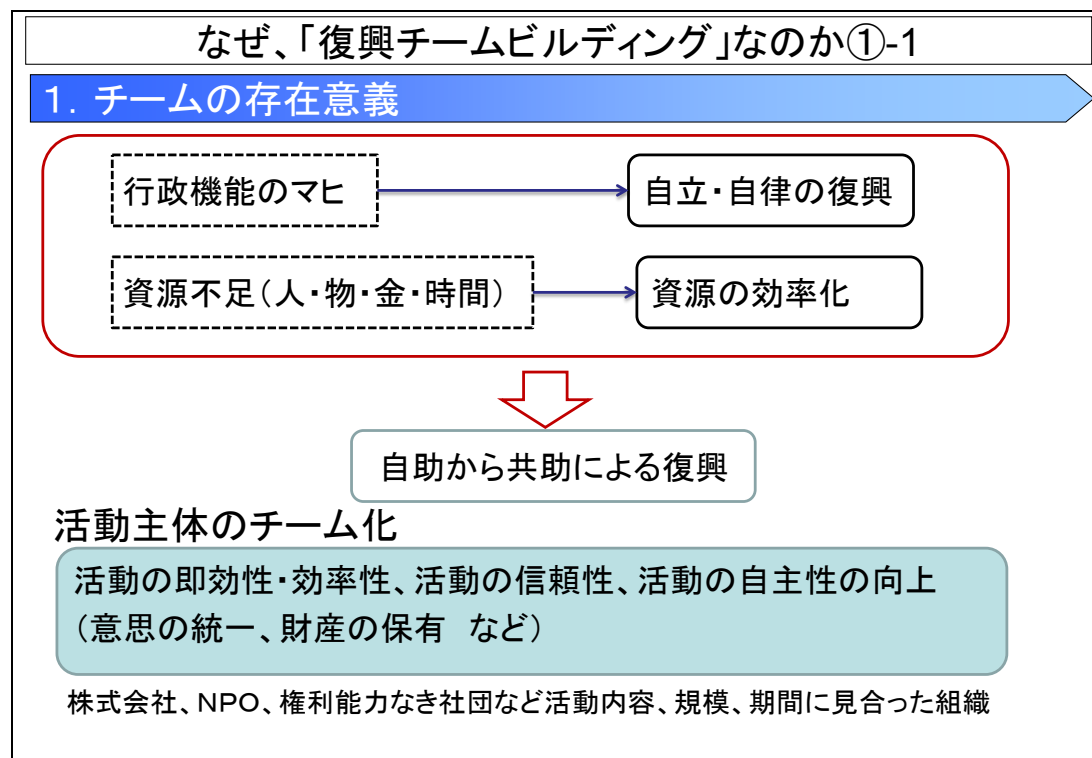 なぜ、「復興チームビルディング」なのか①-1
1．チームの存在意義
行政機能のマヒ
自立・自律の復興
資源不足（人・物・金・時間）
資源の効率化
自助から共助による復興
活動主体のチーム化
活動の即効性・効率性、活動の信頼性、活動の自主性の向上
（意思の統一、財産の保有　など）
株式会社、NPO、権利能力なき社団など活動内容、規模、期間に見合った組織